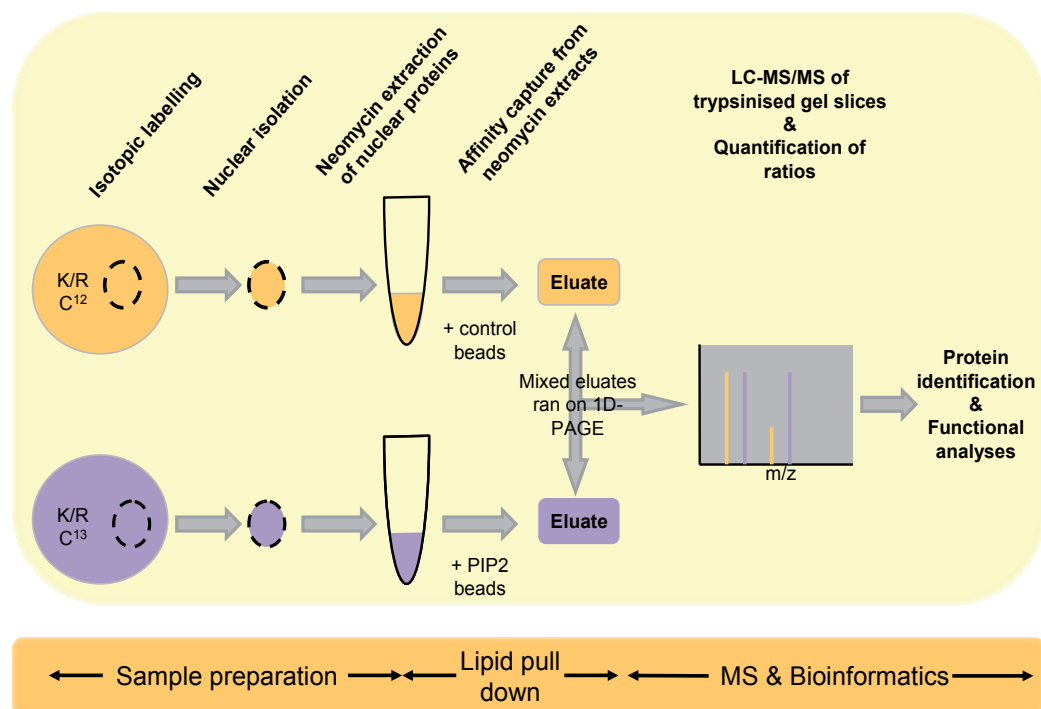 Isotopic labelling
Nuclear isolation
Neomycin extraction
of nuclear proteins
Affinity capture from
neomycin extracts
LC-MS/MS of
trypsinised gel slices
&
Quantification of
ratios
K/R
C¹²
+ control
beads
Eluate
Mixed eluates
ran on 1D-
PAGE
m/z
Protein
identification
&
Functional
analyses
K/R
C¹³
+ PIP2
beads
Eluate
Sample preparation
Lipid pull
down
MS & Bioinformatics